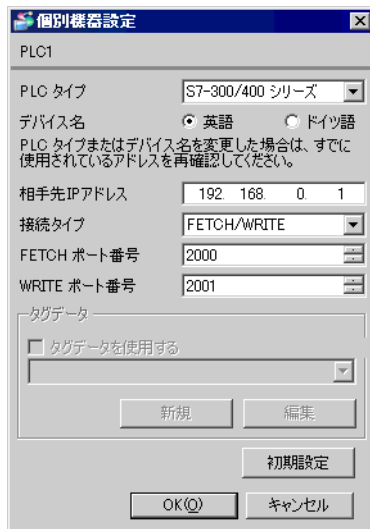 個別機器設定
PLC1
PLC タイプ S7-300/400 シリーズ
デバイス名 英語 ドイツ語
PLC タイプまたはデバイス名を変更した場合は、すでに
使用されているアドレスを再確認してください。
相手先IPアドレス 192. 168. 0. 1
接続タイプ FETCH/WRITE
FETCH ポート番号 2000
WRITE ポート番号 2001
タグデータ
タグデータを使用する
新規 編集
初期設定
OK(O) キャンセル